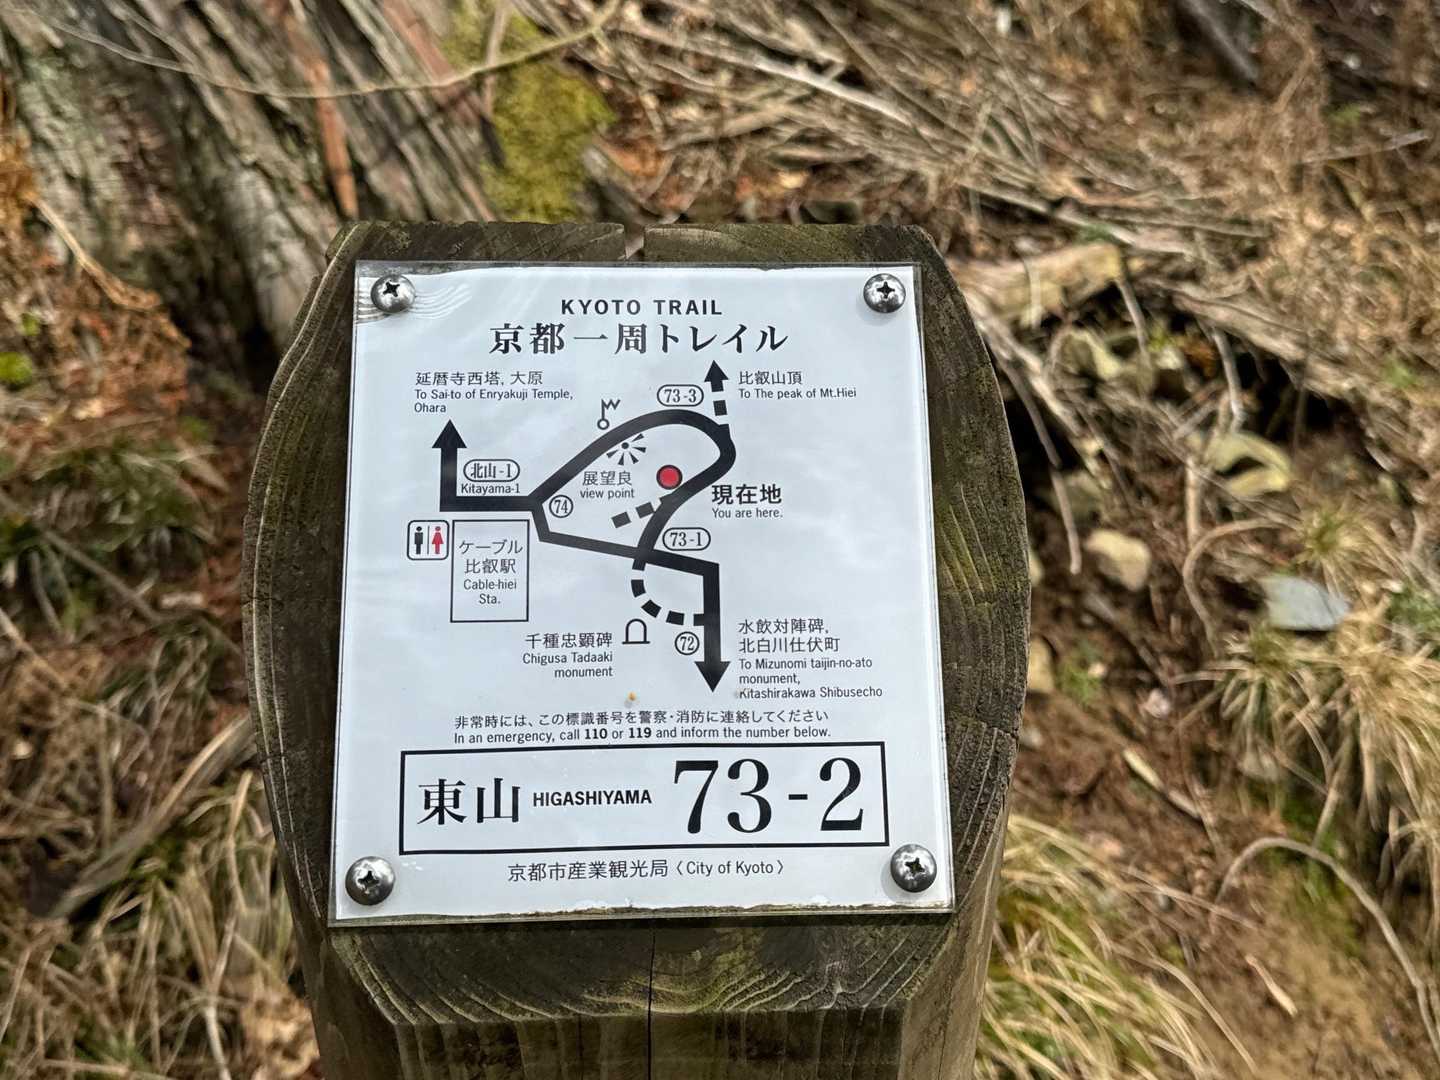 KYOTO TRAIL
京都一周トレイル
延暦寺西塔, 大原
To Sai-to of Enryakuji Temple,
Ohara
73-3
比叡山頂
To The peak of Mt.Hiei
北山-1
Kitayama-1
展望良
view point
74
現在地
You are here.
73-1
ケーブル
比叡駅
Cable-hiei
Sta.
千種忠顕碑
Chigusa Tadaaki
monument
72
水飲対陣碑,
北白川仕伏町
To Mizunomi taijin-no-ato
monument,
Kitashirakawa Shibusecho
非常時には、この標識番号を警察・消防に連絡してください
In an emergency, call 110 or 119 and inform the number below.
東山 HIGASHIYAMA 73-2
京都市産業観光局〈City of Kyoto〉